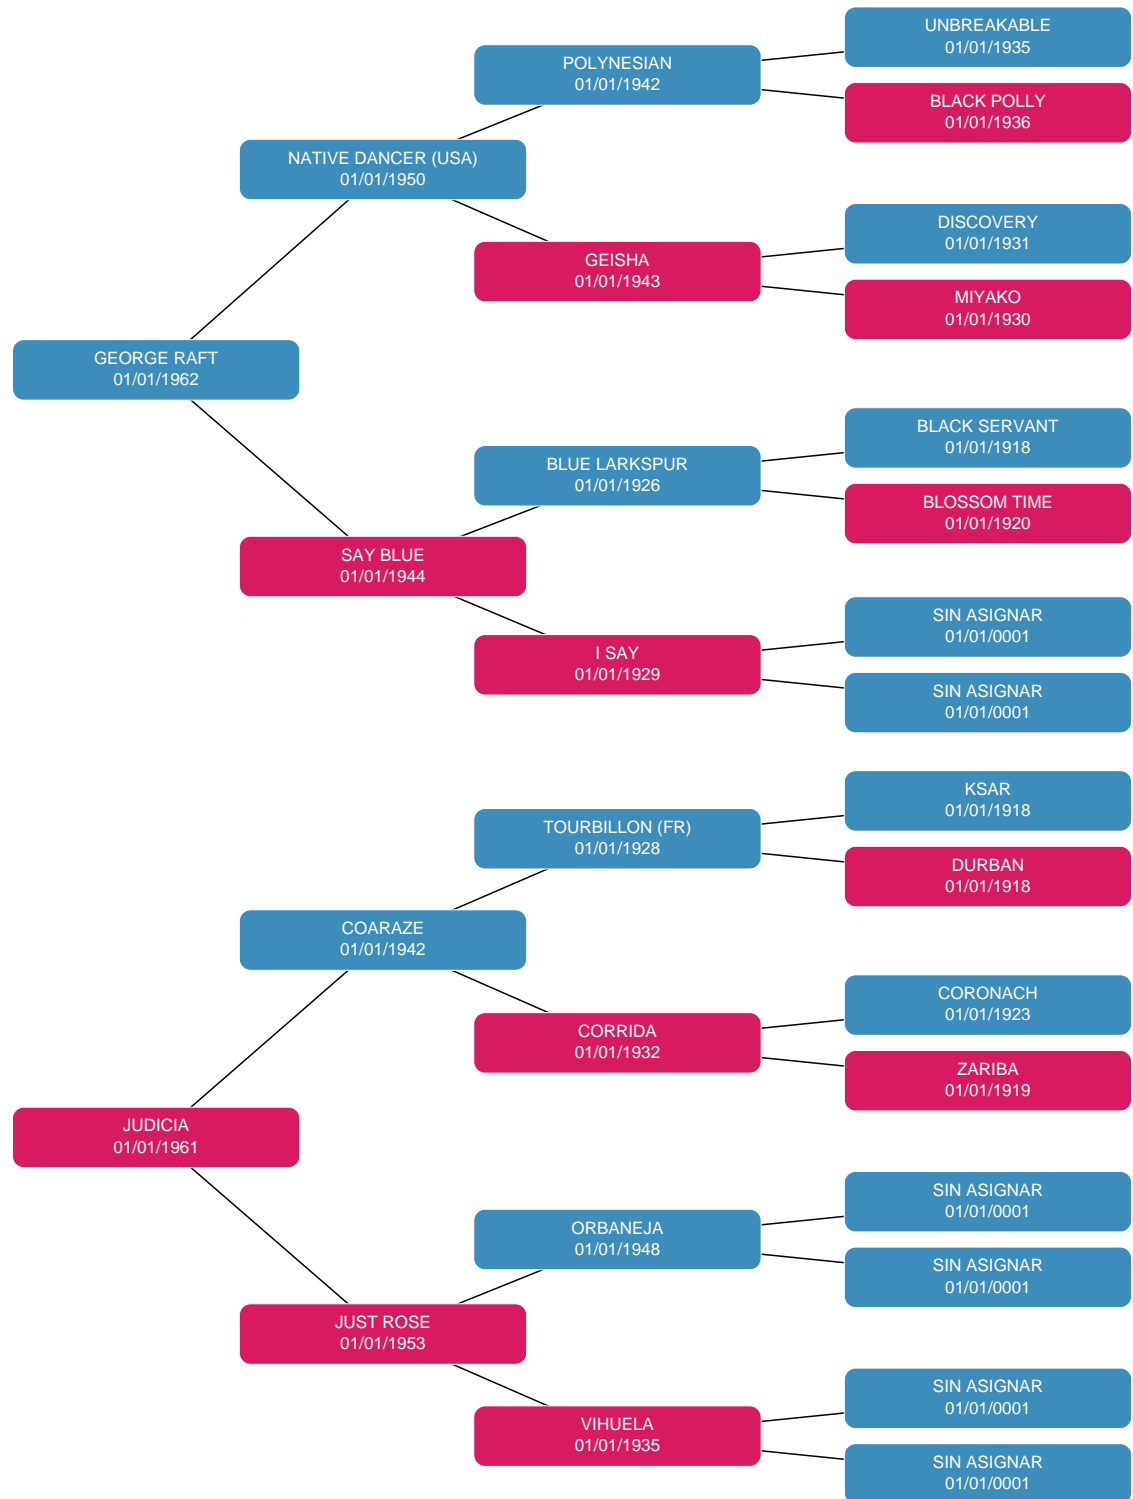 UNBREAKABLE
01/01/1935
POLYNESIAN
01/01/1942
BLACK POLLY
01/01/1936
NATIVE DANCER (USA)
01/01/1950
DISCOVERY
01/01/1931
GEISHA
01/01/1943
MIYAKO
01/01/1930
GEORGE RAFT
01/01/1962
BLACK SERVANT
01/01/1918
BLUE LARKSPUR
01/01/1926
BLOSSOM TIME
01/01/1920
SAY BLUE
01/01/1944
SIN ASIGNAR
01/01/0001
I SAY
01/01/1929
SIN ASIGNAR
01/01/0001
KSAR
01/01/1918
TOURBILLON (FR)
01/01/1928
DURBAN
01/01/1918
COARAZE
01/01/1942
CORONACH
01/01/1923
CORRIDA
01/01/1932
ZARIBA
01/01/1919
JUDICIA
01/01/1961
SIN ASIGNAR
01/01/0001
ORBANEJA
01/01/1948
SIN ASIGNAR
01/01/0001
JUST ROSE
01/01/1953
SIN ASIGNAR
01/01/0001
VIHUELA
01/01/1935
SIN ASIGNAR
01/01/0001